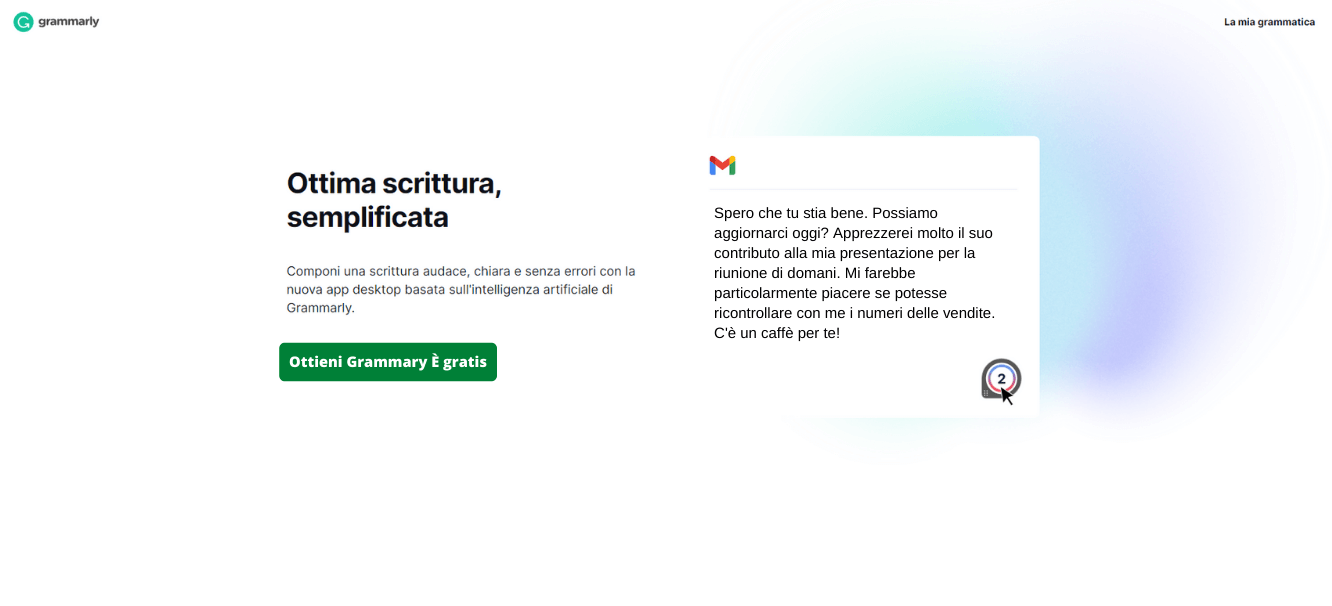 grammarly
La mia grammatica
Ottima scrittura,
semplificata
Componi una scrittura audace, chiara e senza errori con la
nuova app desktop basata sull'intelligenza artificiale di
Grammarly.
Ottieni Grammary È gratis
Spero che tu stia bene. Possiamo
aggiornarci oggi? Apprezzerei molto il suo
contributo alla mia presentazione per la
riunione di domani. Mi farebbe
particolarmente piacere se potesse
ricontrollare con me i numeri delle vendite.
C'è un caffè per te!
2